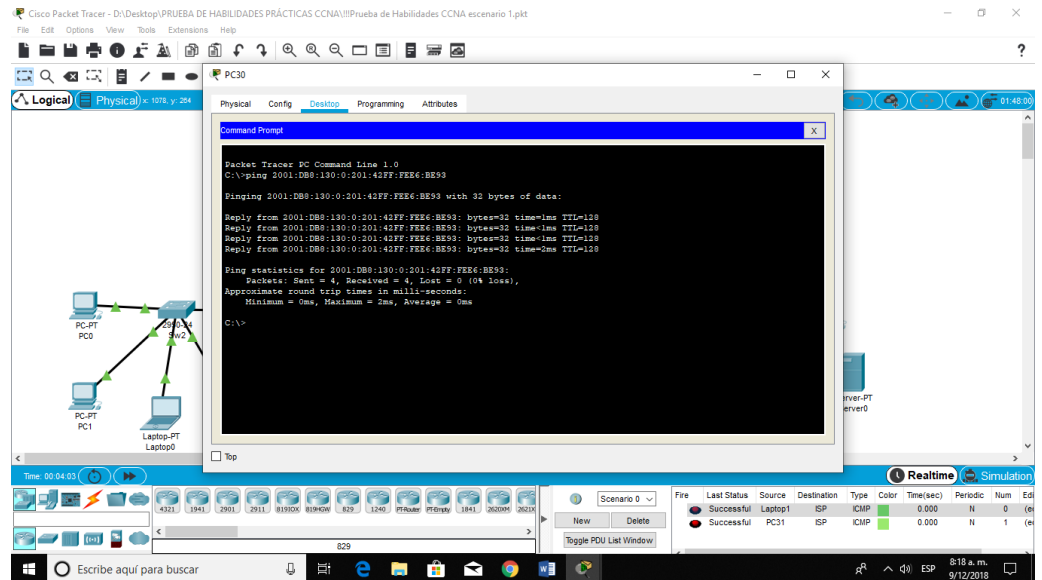 Cisco Packet Tracer - D:\Desktop\PRUEBA DE HABILIDADES PRÁCTICAS CCNA\!!!Prueba de Habilidades CCNA escenario 1.pkt
File Edit Options View Tools Extensions Help
?
PC30
Logical Physical x: 1078, y: 264
01:48:00
Physical Config Desktop Programming Attributes
Command Prompt
X
Packet Tracer PC Command Line 1.0
C:\>ping 2001:DB8:130:0:201:42FF:FEE6:BE93
Pinging 2001:DB8:130:0:201:42FF:FEE6:BE93 with 32 bytes of data:
Reply from 2001:DB8:130:0:201:42FF:FEE6:BE93: bytes=32 time=1ms TTL=128
Reply from 2001:DB8:130:0:201:42FF:FEE6:BE93: bytes=32 time<1ms TTL=128
Reply from 2001:DB8:130:0:201:42FF:FEE6:BE93: bytes=32 time<1ms TTL=128
Reply from 2001:DB8:130:0:201:42FF:FEE6:BE93: bytes=32 time=2ms TTL=128
Ping statistics for 2001:DB8:130:0:201:42FF:FEE6:BE93:
Packets: Sent = 4, Received = 4, Lost = 0 (0% loss),
Approximate round trip times in milli-seconds:
Minimum = 0ms, Maximum = 2ms, Average = 0ms
C:\>
PC-PT
PC0
2950-24
Sw2
PC-PT
PC1
Laptop-PT
Laptop0
erver-PT
erver0
Top
Time: 00:04:03
Realtime Simulation
4321 1941 2901 2911 819IOX 819HGW 829 1240 PT-Router PT-Empty 1841 2620XM 2621X
829
Scenario 0
New Delete
Toggle PDU List Window
Fire Last Status Source Destination Type Color Time(sec) Periodic Num Edi
Successful Laptop1 ISP ICMP 0.000 N 0 (e
Successful PC31 ISP ICMP 0.000 N 1 (e
Escribe aquí para buscar
ESP
8:18 a. m.
9/12/2018